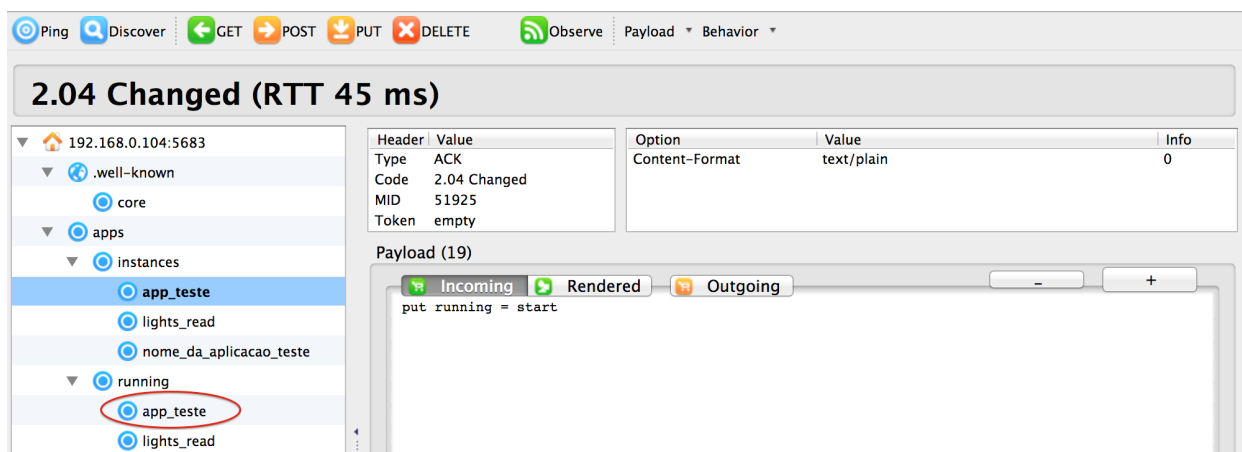 Ping Discover GET POST PUT DELETE Observe Payload Behavior
2.04 Changed (RTT 45 ms)
192.168.0.104:5683
.well-known
core
apps
instances
app_teste
lights_read
nome_da_aplicacao_teste
running
app_teste
lights_read
Header Value
Type ACK
Code 2.04 Changed
MID 51925
Token empty
Option Value Info
Content-Format text/plain 0
Payload (19)
Incoming Rendered Outgoing - +
put running = start